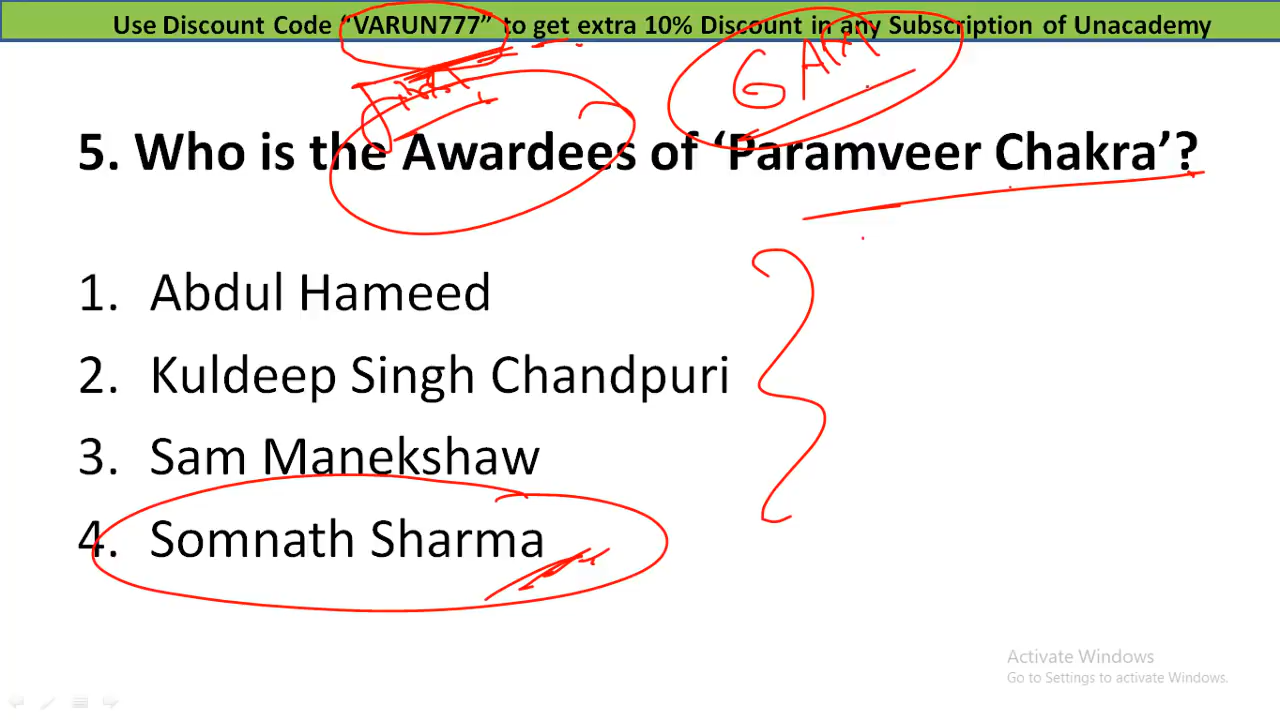 Use Discount Code “VARUN777” to get extra 10% Discount in any Subscription of Unacademy
5. Who is the Awardees of ‘Paramveer Chakra’?
1. Abdul Hameed
2. Kuldeep Singh Chandpuri
3. Sam Manekshaw
4. Somnath Sharma
Activate Windows
Go to Settings to activate Windows.